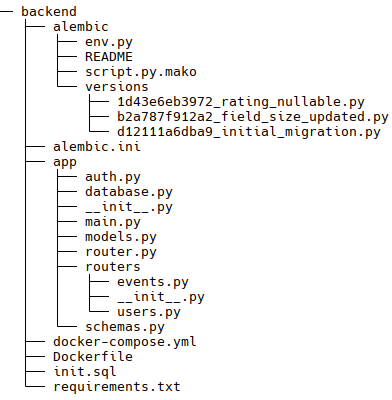 backend
alembic
env.py
README
script.py.mako
versions
1d43e6eb3972_rating_nullable.py
b2a787f912a2_field_size_updated.py
d12111a6dba9_initial_migration.py
alembic.ini
app
auth.py
database.py
__init__.py
main.py
models.py
router.py
routers
events.py
__init__.py
users.py
schemas.py
docker-compose.yml
Dockerfile
init.sql
requirements.txt